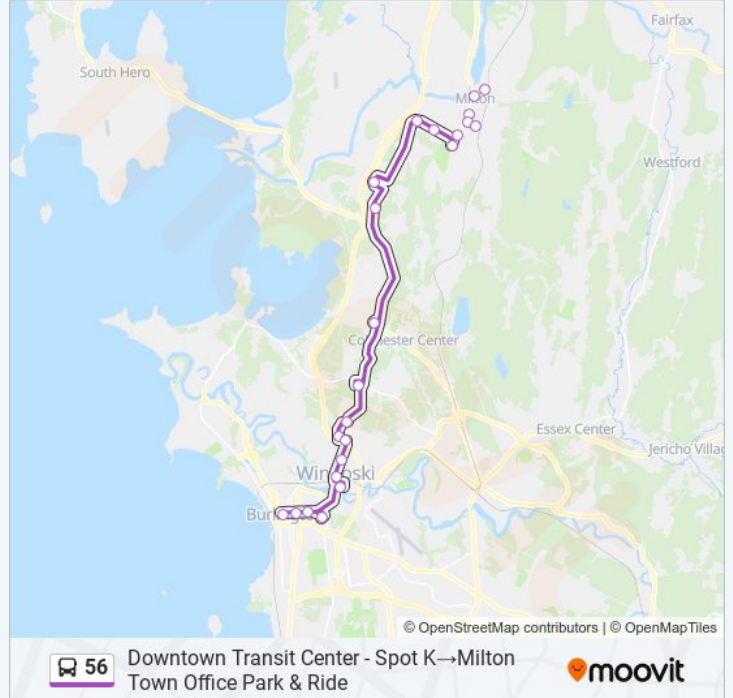 Fairfax
South Hero
Milton
Westford
Colchester Center
Essex Center
Jericho Villag
Winooski
Burlington
© OpenStreetMap contributors | © OpenMapTiles
56
Downtown Transit Center - Spot K→Milton
Town Office Park & Ride
moovit